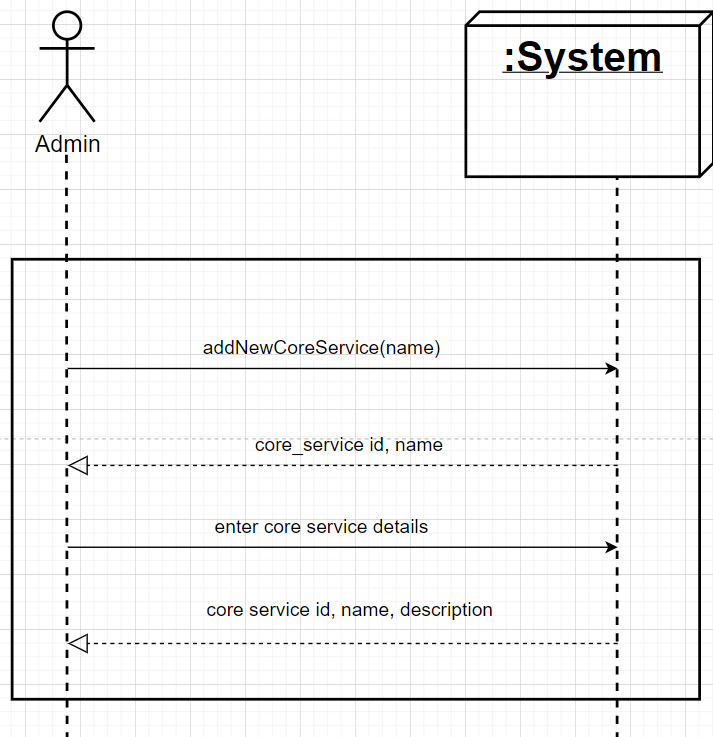 :System
Admin
addNewCoreService(name)
core_service id, name
enter core service details
core service id, name, description